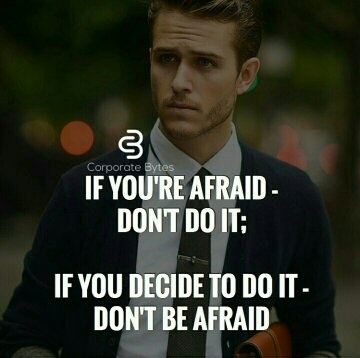 Corporate Bytes
IF YOU'RE AFRAID -
DON'T DO IT;
IF YOU DECIDE TO DO IT -
DON'T BE AFRAID